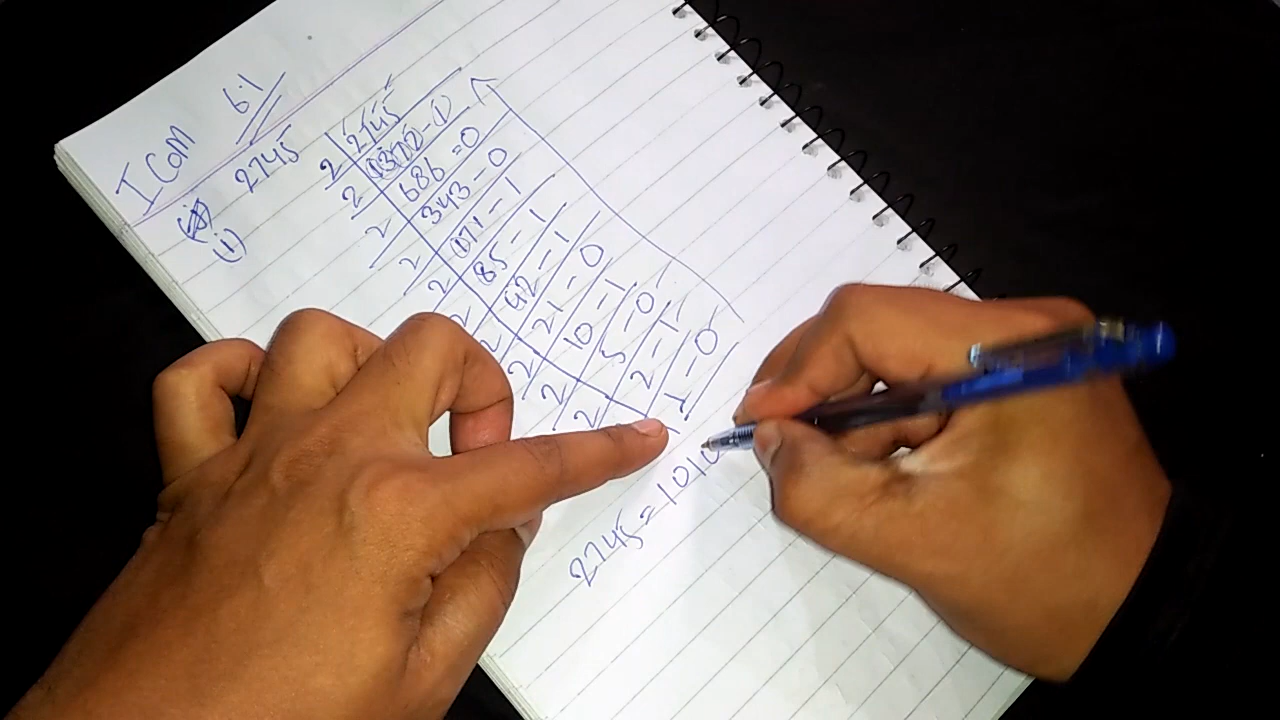 I COM
6.1
(1) 2745
2 2745
2 1372 - 1
2 686 - 0
2 343 - 0
2 171 - 1
2 85 - 1
2 42 - 1
2 21 - 0
2 10 - 1
2 5 - 0
2 2 - 1
1 - 0
2745 = 1010